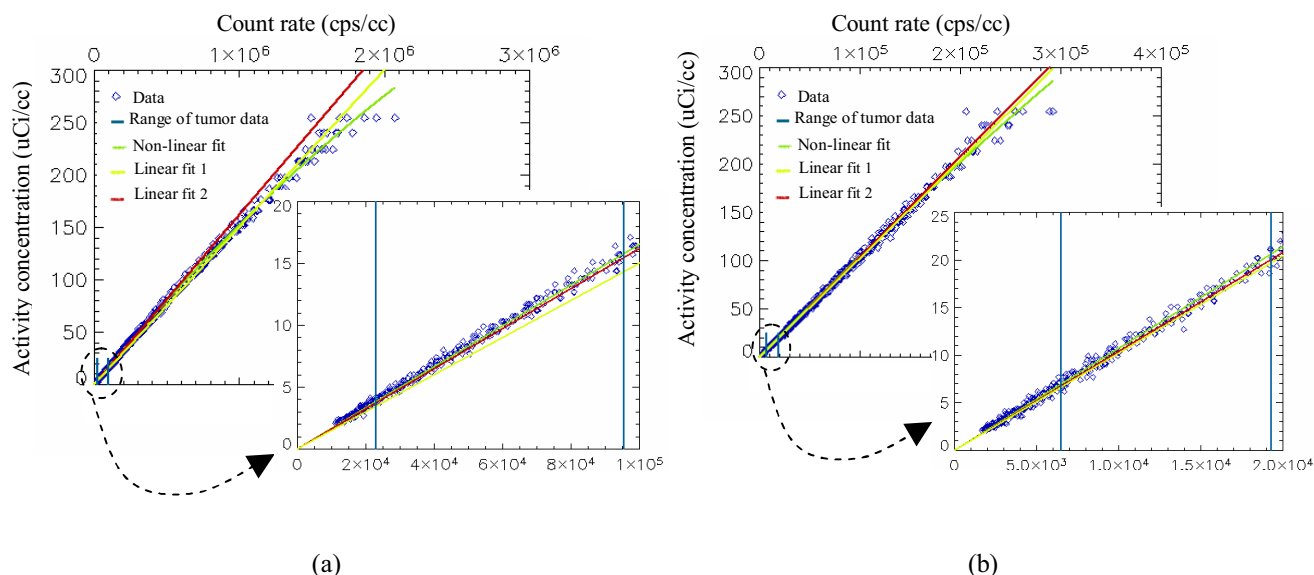 Count rate (cps/cc)
0 1×10⁶ 2×10⁶ 3×10⁶
Activity concentration (uCi/cc)
300
250
200
150
100
50
0
Data
Range of tumor data
Non-linear fit
Linear fit 1
Linear fit 2
20
15
10
5
0
0 2×10⁴ 4×10⁴ 6×10⁴ 8×10⁴ 1×10⁵
(a)
Count rate (cps/cc)
0 1×10⁵ 2×10⁵ 3×10⁵ 4×10⁵
Activity concentration (uCi/cc)
300
250
200
150
100
50
0
Data
Range of tumor data
Non-linear fit
Linear fit 1
Linear fit 2
25
20
15
10
5
0
0 5.0×10³ 1.0×10⁴ 1.5×10⁴ 2.0×10⁴
(b)